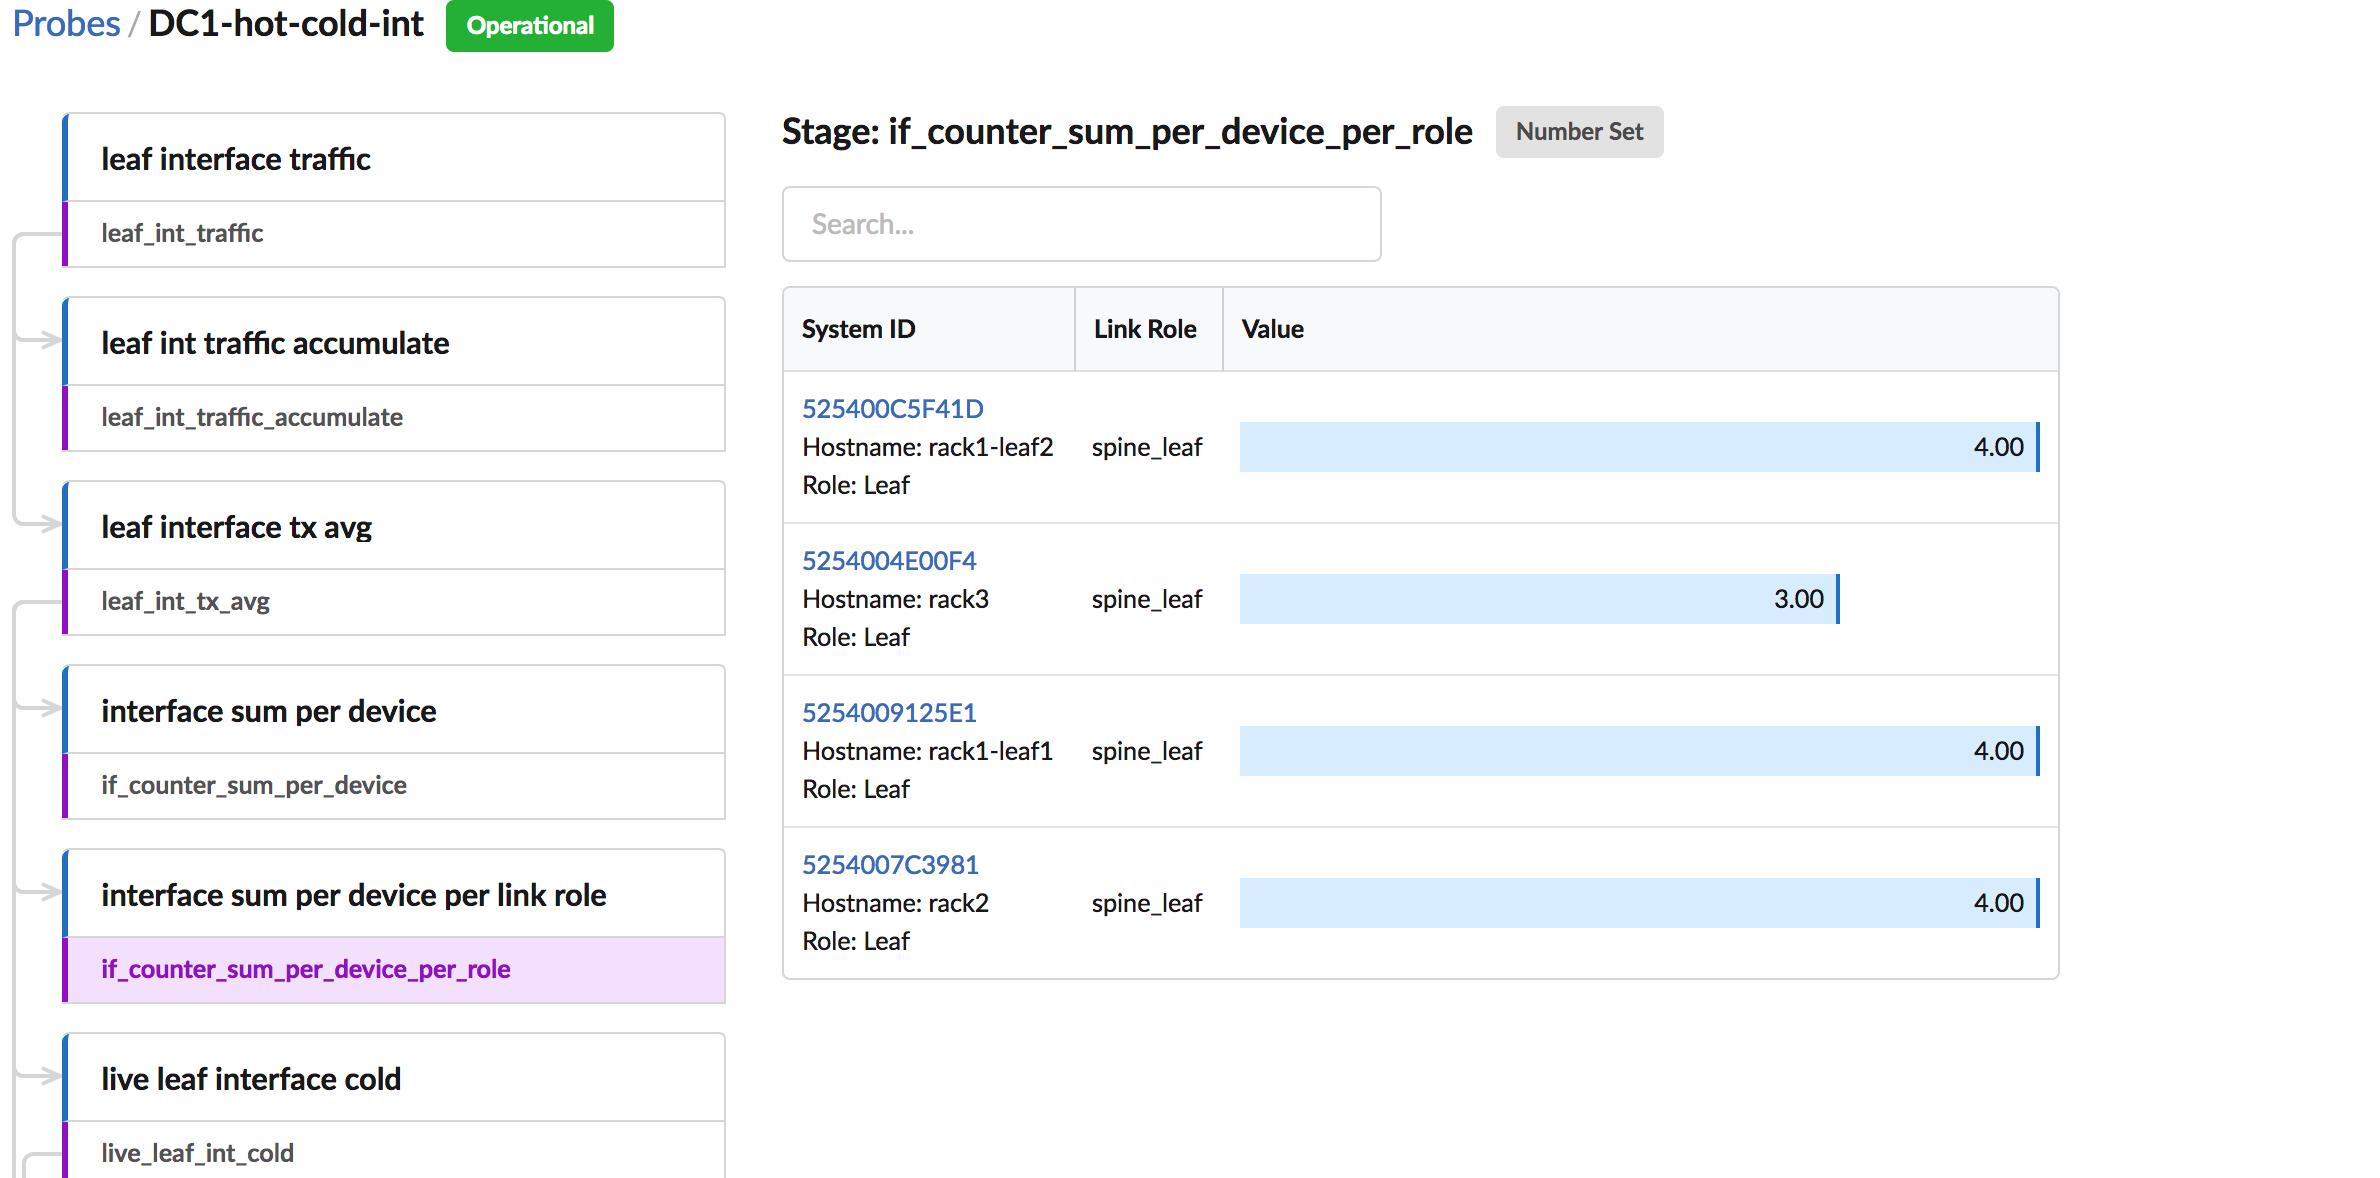 Probes / DC1-hot-cold-int Operational
leaf interface traffic
leaf_int_traffic
leaf int traffic accumulate
leaf_int_traffic_accumulate
leaf interface tx avg
leaf_int_tx_avg
interface sum per device
if_counter_sum_per_device
interface sum per device per link role
if_counter_sum_per_device_per_role
live leaf interface cold
live_leaf_int_cold
Stage: if_counter_sum_per_device_per_role Number Set
Search...
System ID Link Role Value
525400C5F41D
Hostname: rack1-leaf2 spine_leaf 4.00
Role: Leaf
5254004E00F4
Hostname: rack3 spine_leaf 3.00
Role: Leaf
5254009125E1
Hostname: rack1-leaf1 spine_leaf 4.00
Role: Leaf
5254007C3981
Hostname: rack2 spine_leaf 4.00
Role: Leaf